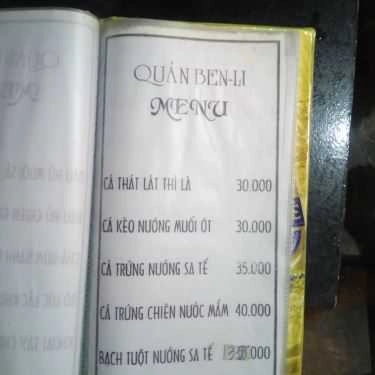 QUÁN BEN-LI
MENU
CÁ THÁT LÁT THÌ LÀ 30.000
CÁ KÈO NƯỚNG MUỐI ỚT 30.000
CÁ TRỨNG NƯỚNG SA TẾ 35.000
CÁ TRỨNG CHIÊN NƯỚC MẮM 40.000
BẠCH TUỘT NƯỚNG SA TẾ